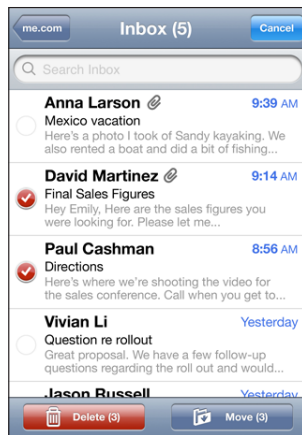 me.com
Inbox (5)
Cancel
Search Inbox
Anna Larson
9:39 AM
Mexico vacation
Here's a photo I took of Sandy kayaking. We
also rented a boat and did a bit of fishing...
David Martinez
9:14 AM
Final Sales Figures
Hey Emily, Here are the sales figures you
were looking for. Please let me...
Paul Cashman
8:56 AM
Directions
Here's where we're shooting the video for
the sales conference. Call when you get to...
Vivian Li
Yesterday
Question re rollout
Great proposal. We have a few follow-up
questions regarding the roll out and would...
Jason Russell
Yesterday
Delete (3)
Move (3)